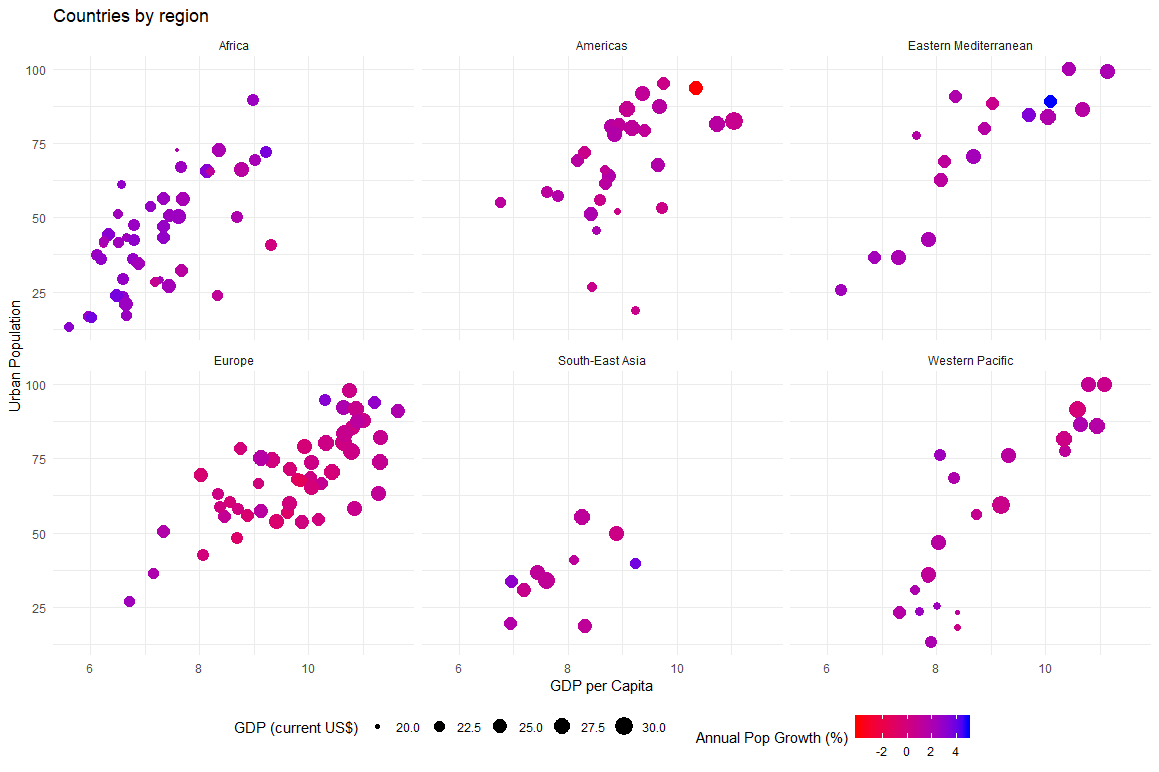 Countries by region
Africa Americas Eastern Mediterranean
100
75
50
25
Urban Population
Europe South-East Asia Western Pacific
100
75
50
25
6 8 10 6 8 10 6 8 10
GDP per Capita
GDP (current US$) 20.0 22.5 25.0 27.5 30.0
Annual Pop Growth (%)
-2 0 2 4